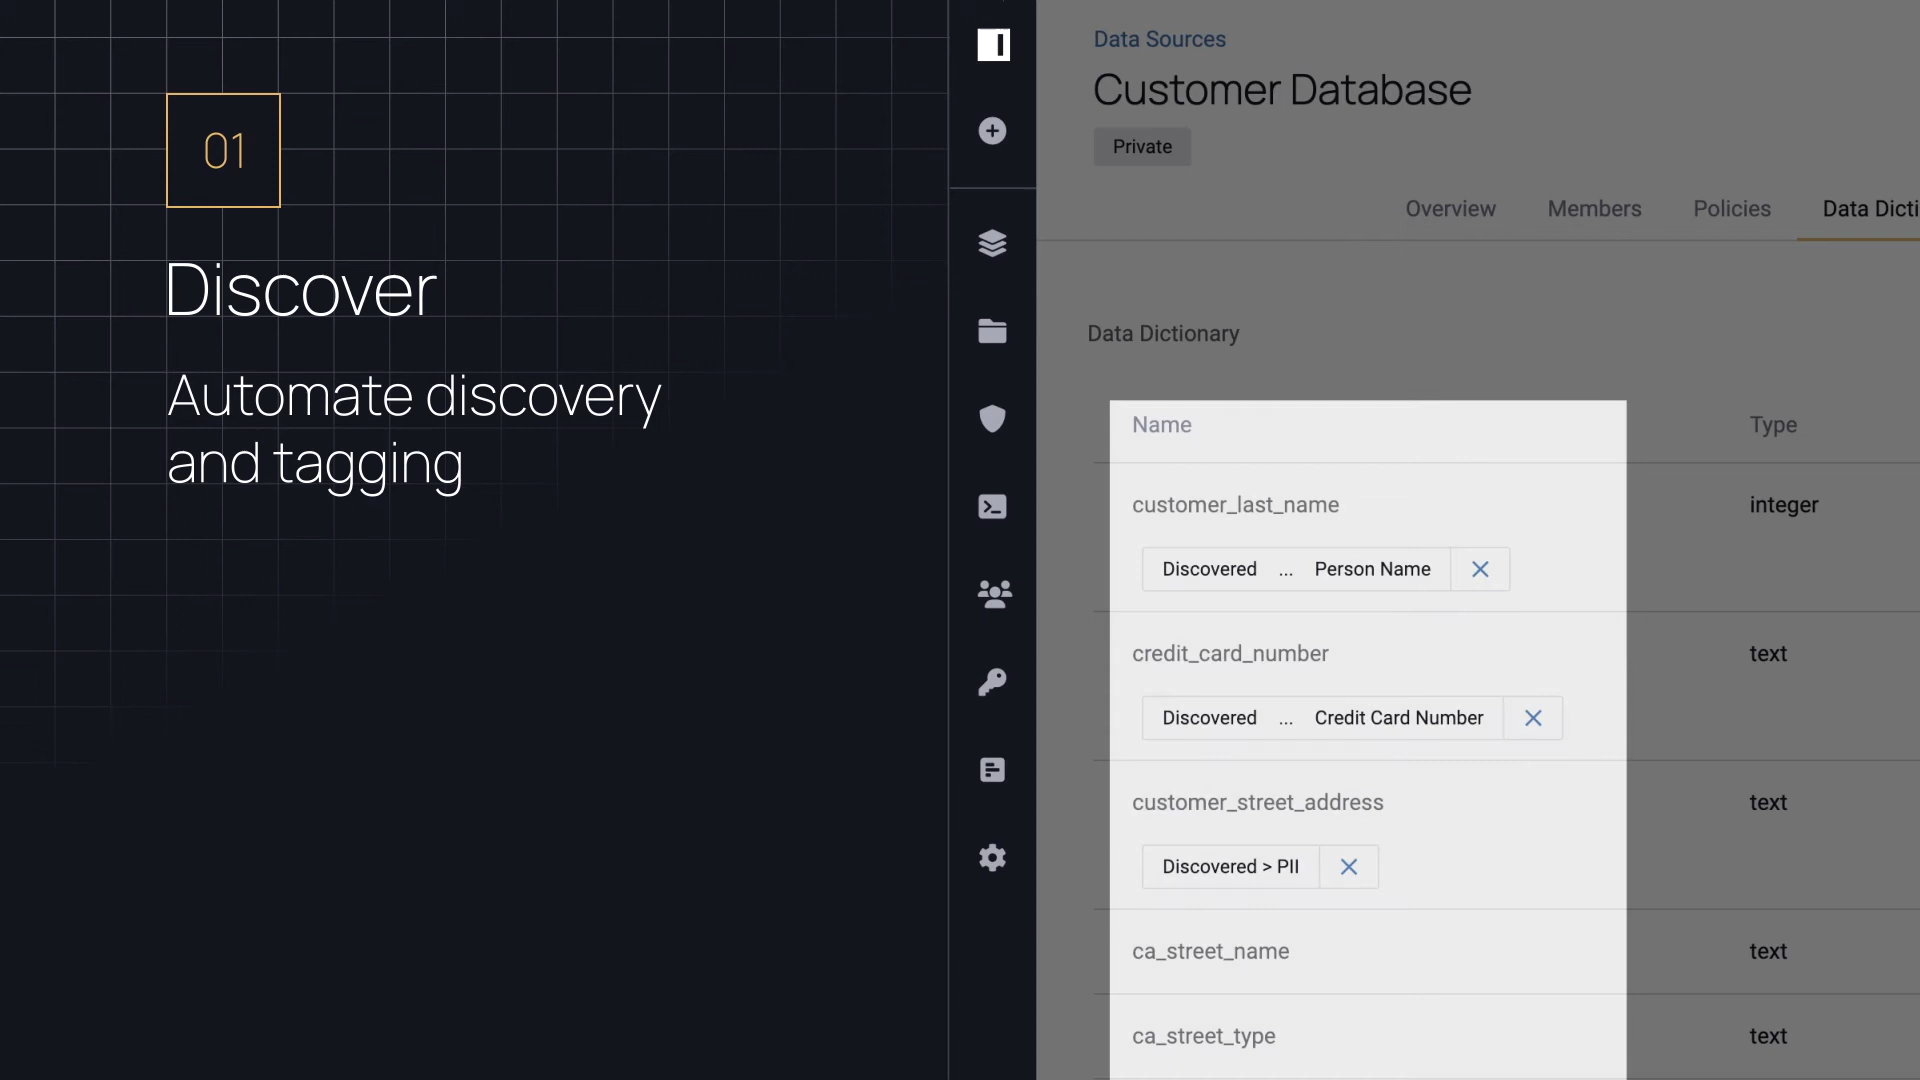 01
Discover
Automate discovery
and tagging
Data Sources
Customer Database
Private
Overview Members Policies Data Dicti
Data Dictionary
Name Type
customer_last_name integer
Discovered ... Person Name
credit_card_number text
Discovered ... Credit Card Number
customer_street_address text
Discovered > PII
ca_street_name text
ca_street_type text